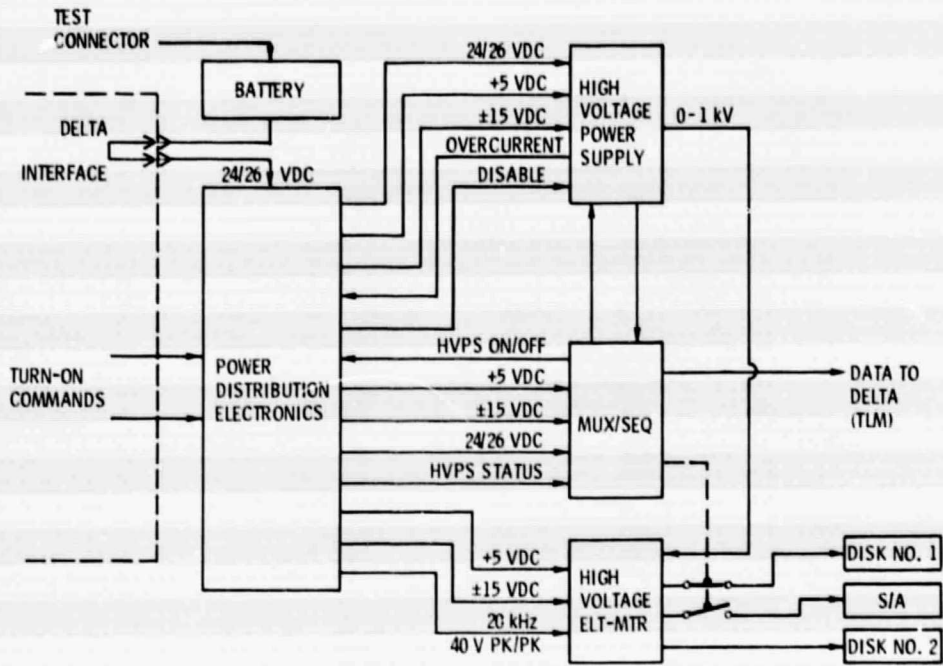 TEST
CONNECTOR
BATTERY
DELTA
INTERFACE
24/26 VDC
TURN-ON
COMMANDS
POWER
DISTRIBUTION
ELECTRONICS
24/26 VDC
+5 VDC
±15 VDC
OVERCURRENT
DISABLE
HIGH
VOLTAGE
POWER
SUPPLY
0-1 kV
HVPS ON/OFF
+5 VDC
±15 VDC
24/26 VDC
HVPS STATUS
MUX/SEQ
DATA TO
DELTA
(TLM)
+5 VDC
±15 VDC
20 kHz
40 V PK/PK
HIGH
VOLTAGE
ELT-MTR
DISK NO. 1
S/A
DISK NO. 2